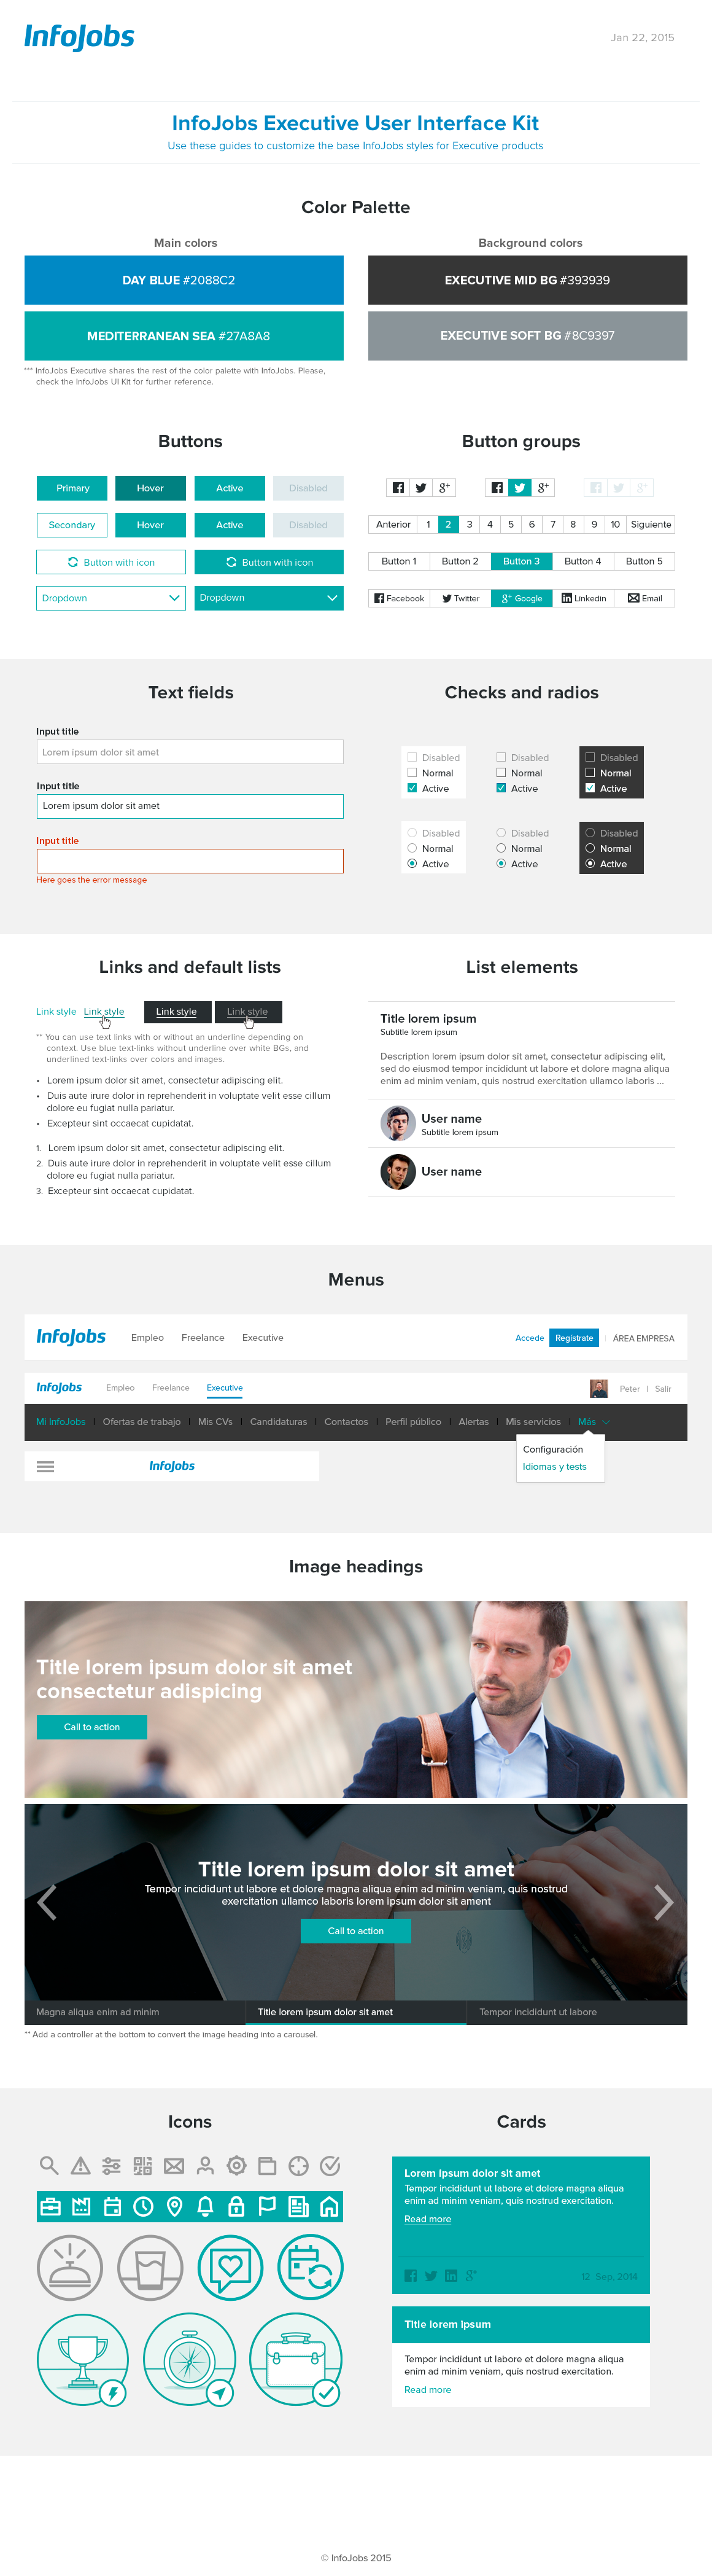 InfoJobs
Jan 22, 2015
InfoJobs Executive User Interface Kit
Use these guides to customize the base InfoJobs styles for Executive products
Color Palette
Main colors
Background colors
DAY BLUE #2088C2
EXECUTIVE MID BG #393939
MEDITERRANEAN SEA #27A8A8
EXECUTIVE SOFT BG #8C9397
*** InfoJobs Executive shares the rest of the color palette with InfoJobs. Please,
check the InfoJobs UI Kit for further reference.
Buttons
Primary Hover Active Disabled
Secondary Hover Active Disabled
Button with icon Button with icon
Dropdown Dropdown
Button groups
Anterior 1 2 3 4 5 6 7 8 9 10 Siguiente
Button 1 Button 2 Button 3 Button 4 Button 5
Facebook Twitter Google Linkedin Email
Text fields
Input title
Lorem ipsum dolor sit amet
Input title
Lorem ipsum dolor sit amet
Input title
Here goes the error message
Checks and radios
Disabled Disabled Disabled
Normal Normal Normal
Active Active Active
Disabled Disabled Disabled
Normal Normal Normal
Active Active Active
Links and default lists
Link style Link style Link style Link style
** You can use text links with or without an underline depending on
context. Use blue text-links without underline over white BGs, and
underlined text-links over colors and images.
• Lorem ipsum dolor sit amet, consectetur adipiscing elit.
• Duis aute irure dolor in reprehenderit in voluptate velit esse cillum
dolore eu fugiat nulla pariatur.
• Excepteur sint occaecat cupidatat.
1. Lorem ipsum dolor sit amet, consectetur adipiscing elit.
2. Duis aute irure dolor in reprehenderit in voluptate velit esse cillum
dolore eu fugiat nulla pariatur.
3. Excepteur sint occaecat cupidatat.
List elements
Title lorem ipsum
Subtitle lorem ipsum
Description lorem ipsum dolor sit amet, consectetur adipiscing elit,
sed do eiusmod tempor incididunt ut labore et dolore magna aliqua
enim ad minim veniam, quis nostrud exercitation ullamco laboris ...
User name
Subtitle lorem ipsum
User name
Menus
InfoJobs Empleo Freelance Executive Accede Regístrate ÁREA EMPRESA
InfoJobs Empleo Freelance Executive Peter Salir
Mi InfoJobs Ofertas de trabajo Mis CVs Candidaturas Contactos Perfil público Alertas Mis servicios Más
Configuración
Idiomas y tests
InfoJobs
Image headings
Title lorem ipsum dolor sit amet
consectetur adispicing
Call to action
Title lorem ipsum dolor sit amet
Tempor incididunt ut labore et dolore magna aliqua enim ad minim veniam, quis nostrud
exercitation ullamco laboris lorem ipsum dolor sit ament
Call to action
Magna aliqua enim ad minim
Title lorem ipsum dolor sit amet
Tempor incididunt ut labore
** Add a controller at the bottom to convert the image heading into a carousel.
Icons
Cards
Lorem ipsum dolor sit amet
Tempor incididunt ut labore et dolore magna aliqua
enim ad minim veniam, quis nostrud exercitation.
Read more
12 Sep, 2014
Title lorem ipsum
Tempor incididunt ut labore et dolore magna aliqua
enim ad minim veniam, quis nostrud exercitation.
Read more
© InfoJobs 2015